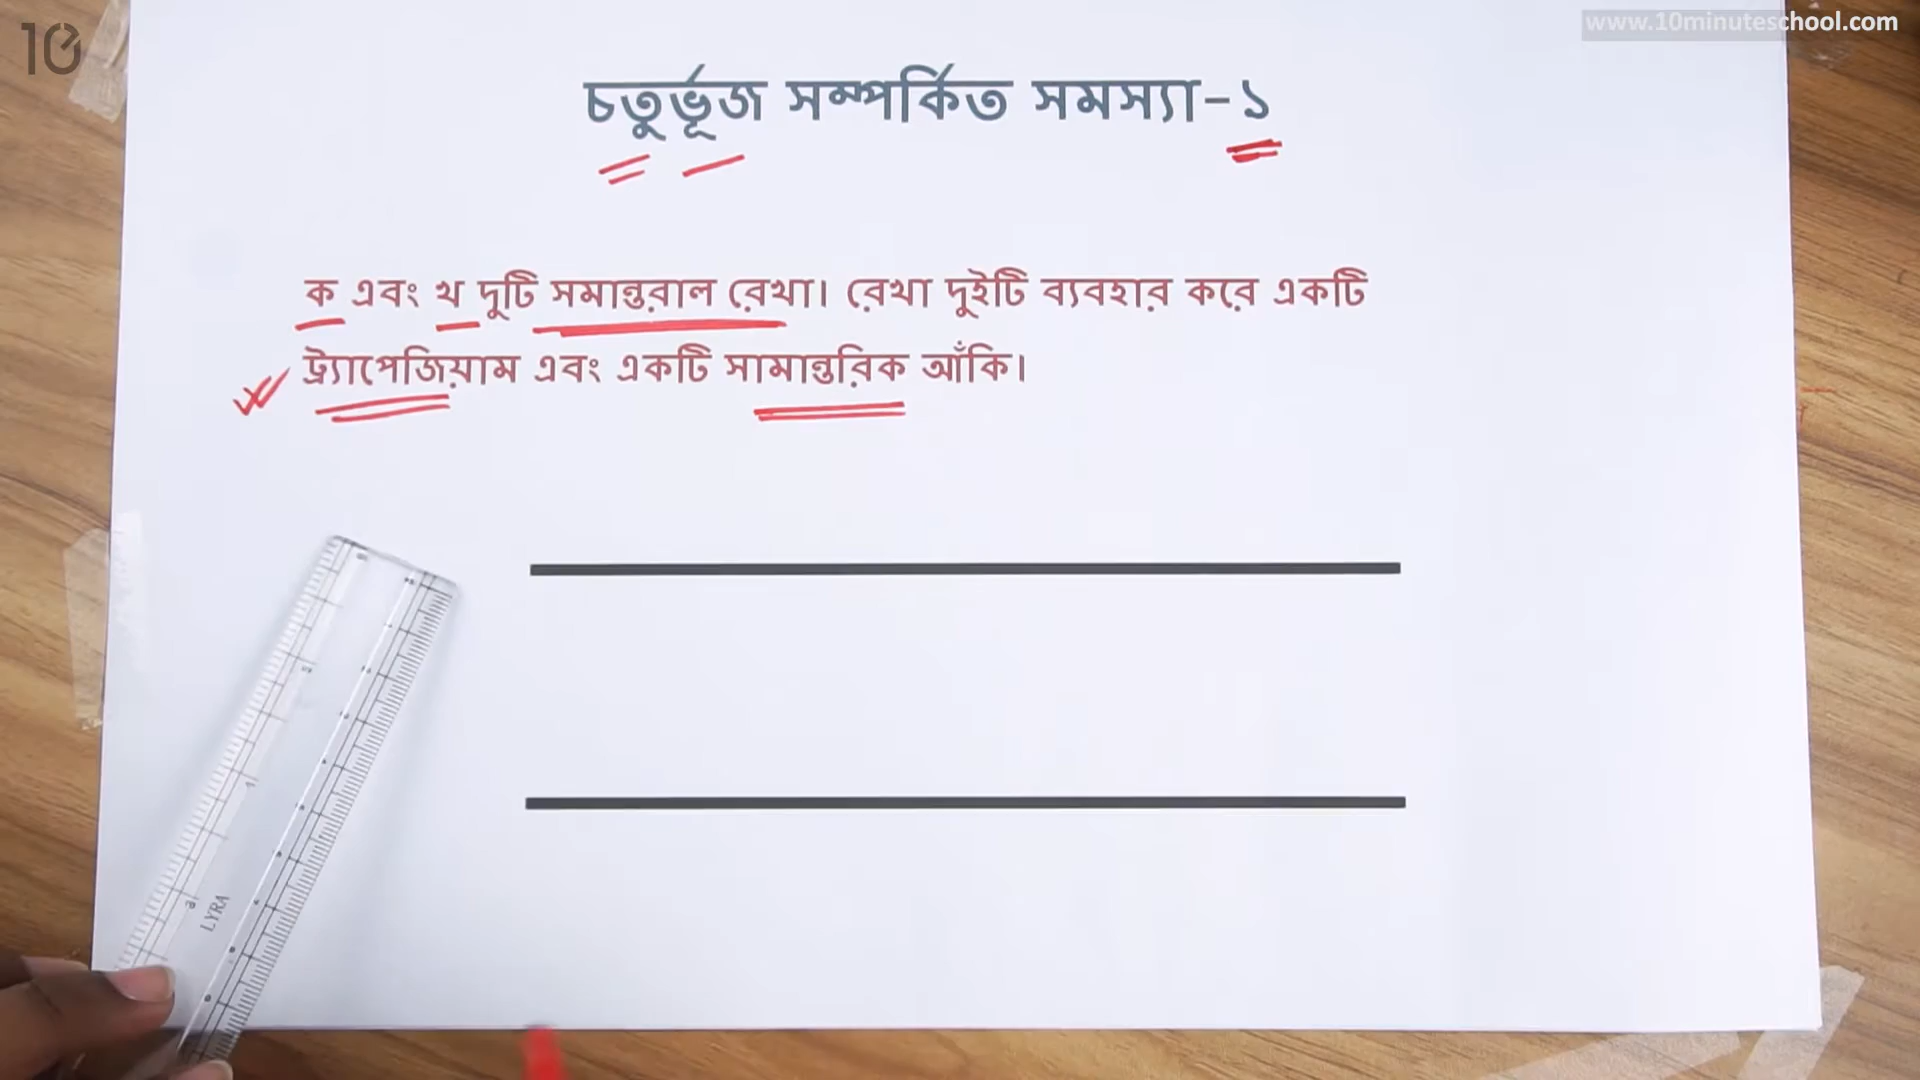 10
www.10minuteschool.com
চতুর্ভূজ সম্পর্কিত সমস্যা-১
ক এবং খ দুটি সমান্তরাল রেখা। রেখা দুইটি ব্যবহার করে একটি
ট্র্যাপেজিয়াম এবং একটি সামান্তরিক আঁকি।
LYRA